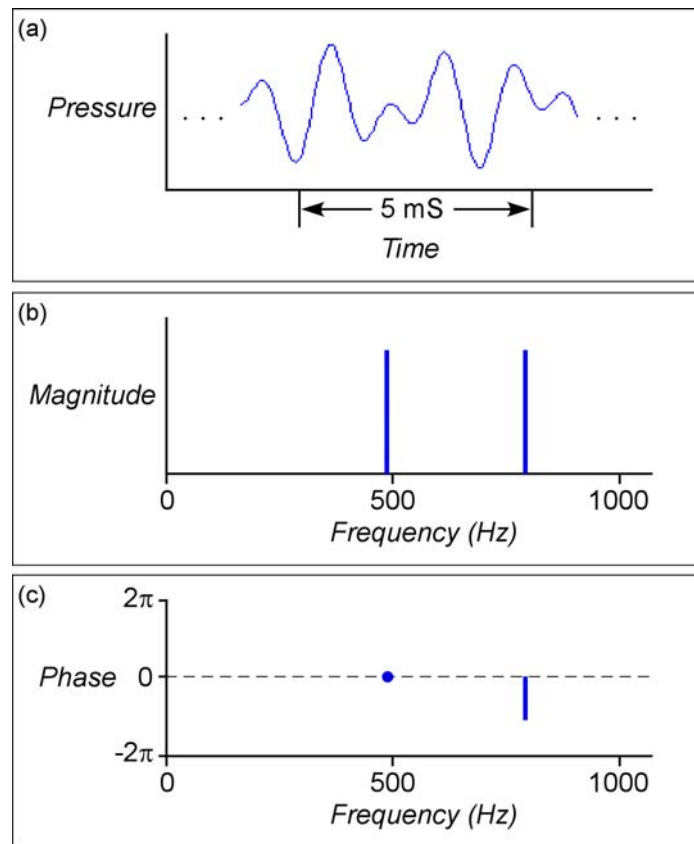 (a)
Pressure
. . .
. . .
5 mS
Time
(b)
Magnitude
0
500
1000
Frequency (Hz)
(c)
2π
Phase 0
-2π
0
500
1000
Frequency (Hz)